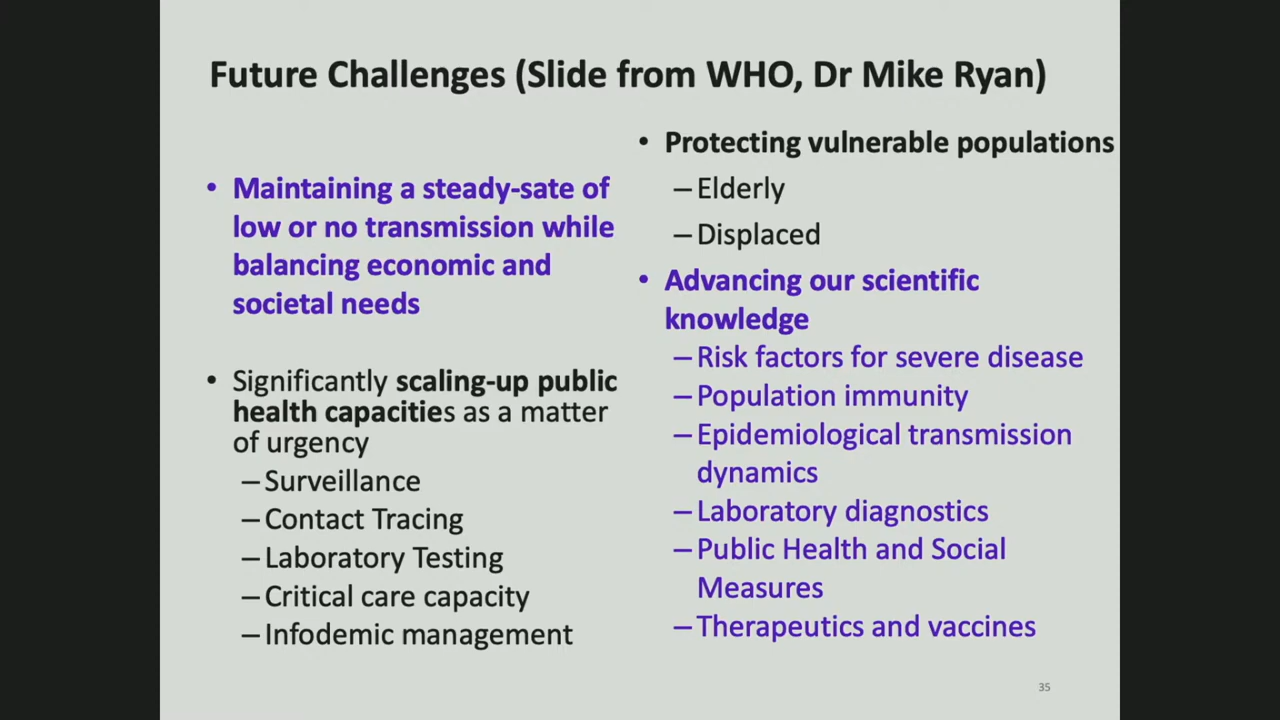 Future Challenges (Slide from WHO, Dr Mike Ryan)
• Maintaining a steady-sate of
low or no transmission while
balancing economic and
societal needs
• Significantly scaling-up public
health capacities as a matter
of urgency
–Surveillance
–Contact Tracing
–Laboratory Testing
–Critical care capacity
–Infodemic management
• Protecting vulnerable populations
–Elderly
–Displaced
• Advancing our scientific
knowledge
–Risk factors for severe disease
–Population immunity
–Epidemiological transmission
dynamics
–Laboratory diagnostics
–Public Health and Social
Measures
–Therapeutics and vaccines
35